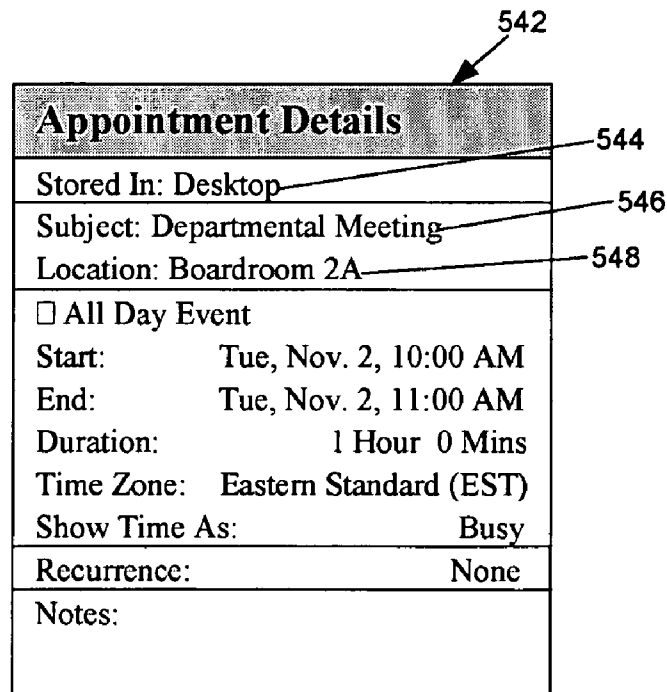 542
Appointment Details
544
Stored In: Desktop
546
Subject: Departmental Meeting
548
Location: Boardroom 2A
All Day Event
Start: Tue, Nov. 2, 10:00 AM
End: Tue, Nov. 2, 11:00 AM
Duration: 1 Hour 0 Mins
Time Zone: Eastern Standard (EST)
Show Time As: Busy
Recurrence: None
Notes: